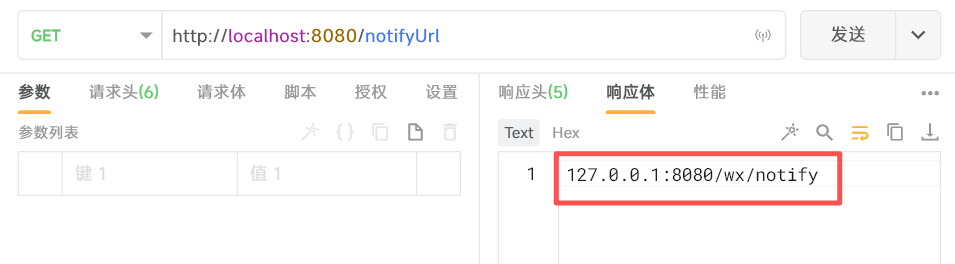 GET http://localhost:8080/notifyUrl 发送
参数 请求头(6) 请求体 脚本 授权 设置 响应头(5) 响应体 性能
参数列表 Text Hex
键 1 值 1
1 127.0.0.1:8080/wx/notify